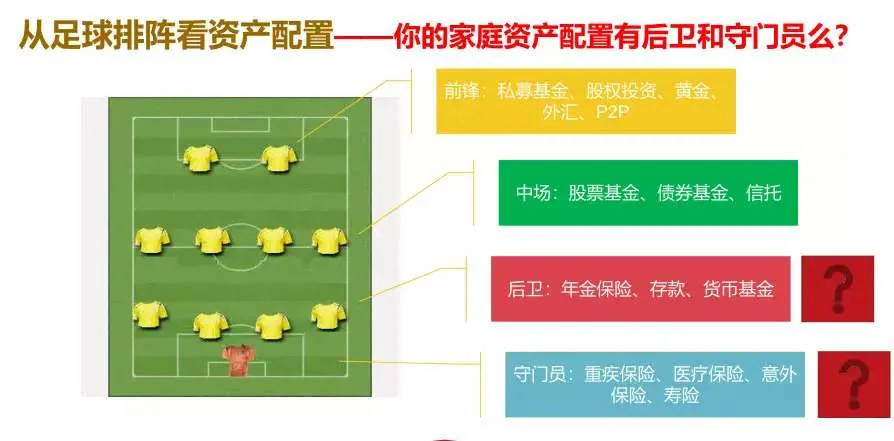 从足球排阵看资产配置——你的家庭资产配置有后卫和守门员么?
前锋：私募基金、股权投资、黄金、
外汇、P2P
中场：股票基金、债券基金、信托
后卫：年金保险、存款、货币基金
?
守门员：重疾保险、医疗保险、意外
保险、寿险
?